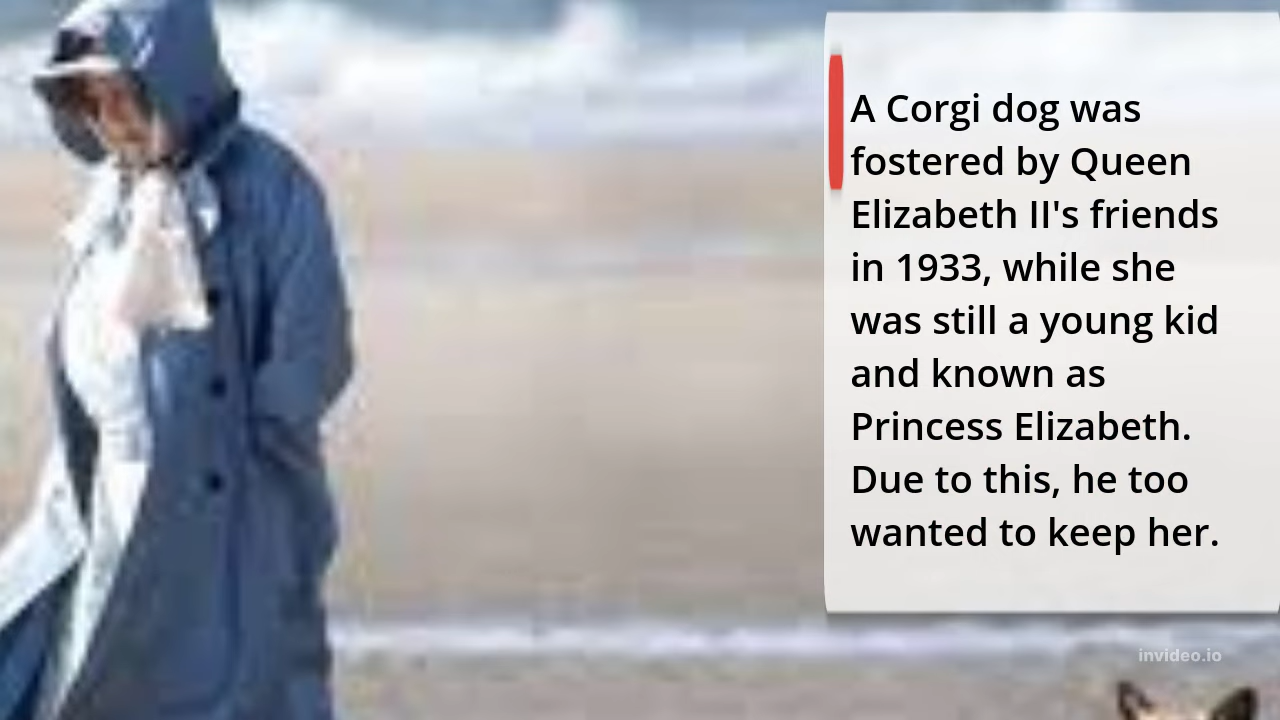 A Corgi dog was
fostered by Queen
Elizabeth II's friends
in 1933, while she
was still a young kid
and known as
Princess Elizabeth.
Due to this, he too
wanted to keep her.
invideo.io